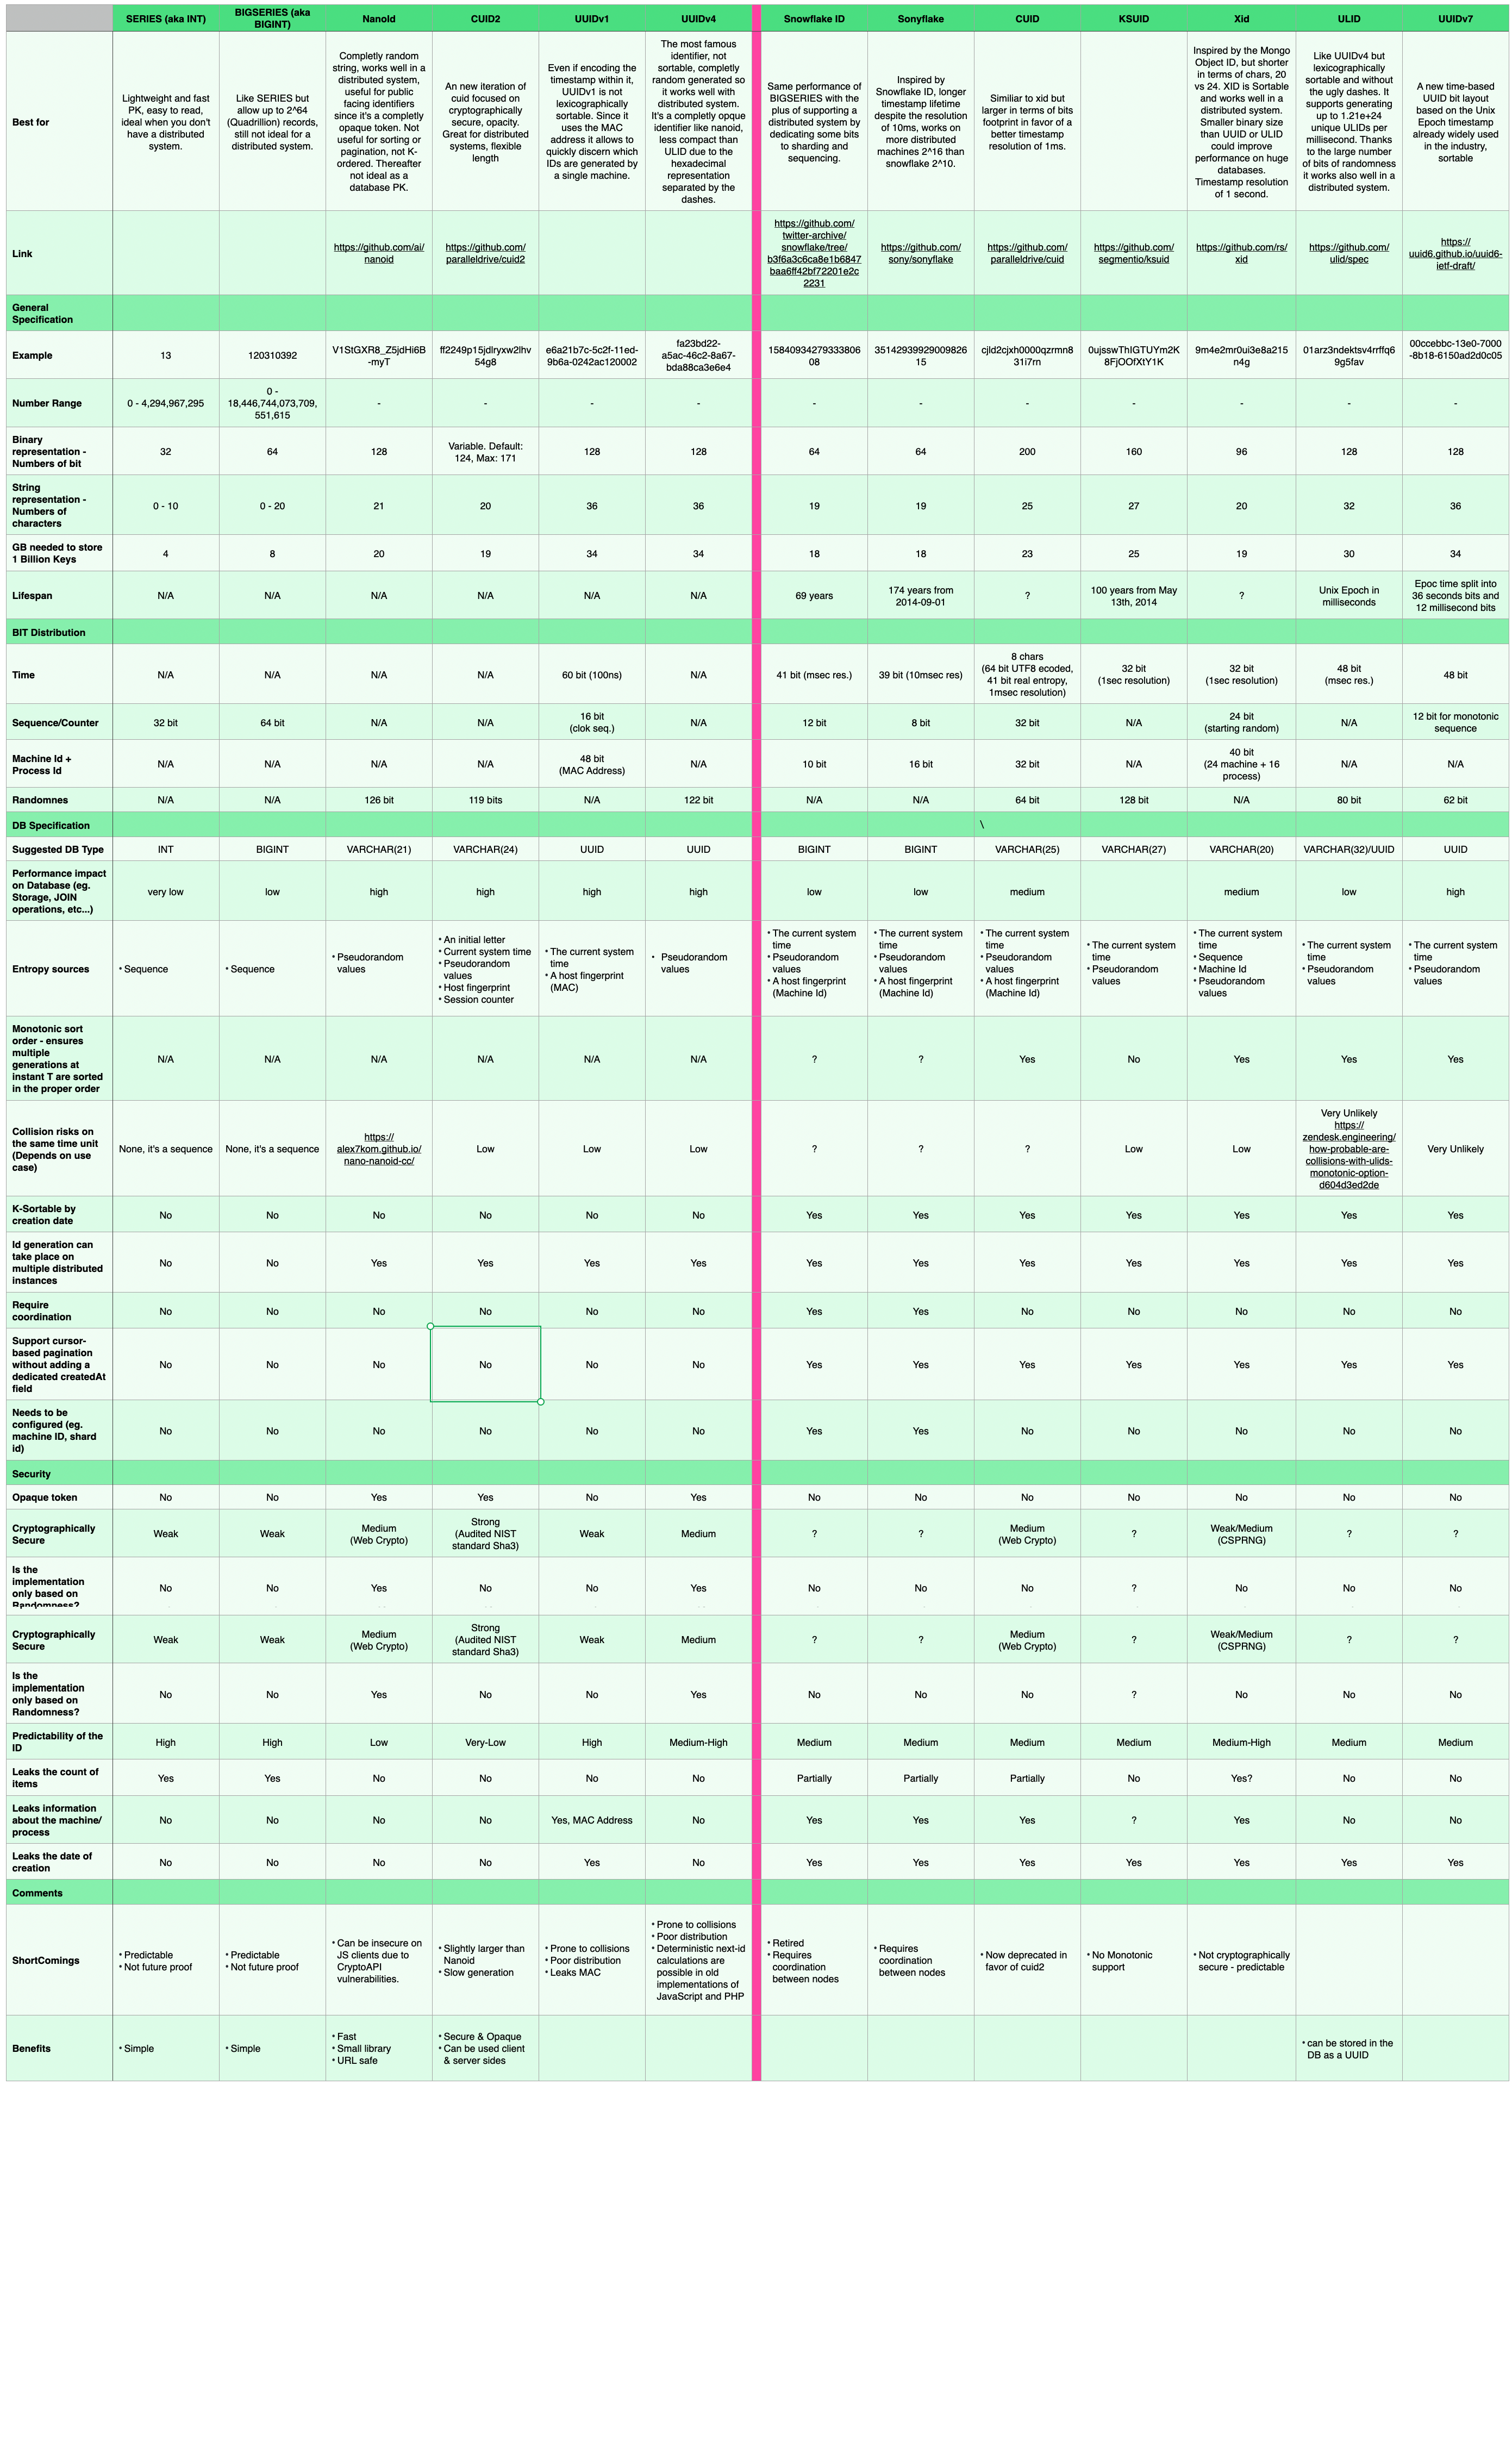 SERIES (aka INT)
BIGSERIES (aka
BIGINT)
NanoId
CUID2
UUIDv1
UUIDv4
Snowflake ID
Sonyflake
CUID
KSUID
Xid
ULID
UUIDv7
Best for
Lightweight and fast
PK, easy to read,
ideal when you don't
have a distributed
system.
Like SERIES but
allow up to 2^64
(Quadrillion) records,
still not ideal for a
distributed system.
Completly random
string, works well in a
distributed system,
useful for public
facing identifiers
since it's a completly
opaque token. Not
useful for sorting or
pagination, not K-
ordered. Thereafter
not ideal as a
database PK.
An new iteration of
cuid focused on
cryptographically
secure, opacity.
Great for distributed
systems, flexible
length
Even if encoding the
timestamp within it,
UUIDv1 is not
lexicographically
sortable. Since it
uses the MAC
address it allows to
quickly discern which
IDs are generated by
a single machine.
The most famous
identifier, not
sortable, completly
random generated so
it works well with
distributed system.
It's a completly opque
identifier like nanoid,
less compact than
ULID due to the
hexadecimal
representation
separated by the
dashes.
Same performance of
BIGSERIES with the
plus of supporting a
distributed system by
dedicating some bits
to sharding and
sequencing.
Inspired by
Snowflake ID, longer
timestamp lifetime
despite the resolution
of 10ms, works on
more distributed
machines 2^16 than
snowflake 2^10.
Similiar to xid but
larger in terms of bits
footprint in favor of a
better timestamp
resolution of 1ms.
Inspired by the Mongo
Object ID, but shorter
in terms of chars, 20
vs 24. XID is Sortable
and works well in a
distributed system.
Smaller binary size
than UUID or ULID
could improve
performance on huge
databases.
Timestamp resolution
of 1 second.
Like UUIDv4 but
lexicographically
sortable and without
the ugly dashes. It
supports generating
up to 1.21e+24
unique ULIDs per
millisecond. Thanks
to the large number
of bits of randomness
it works also well in a
distributed system.
A new time-based
UUID bit layout
based on the Unix
Epoch timestamp
already widely used
in the industry,
sortable
Link
https://github.com/ai/
nanoid
https://github.com/
paralleldrive/cuid2
https://github.com/
twitter-archive/
snowflake/tree/
b3f6a3c6ca8e1b6847
baa6ff42bf72201e2c
2231
https://github.com/
sony/sonyflake
https://github.com/
paralleldrive/cuid
https://github.com/
segmentio/ksuid
https://github.com/rs/
xid
https://github.com/
ulid/spec
https://
uuid6.github.io/uuid6-
ietf-draft/
General
Specification
Example
13
120310392
V1StGXR8_Z5jdHi6B
-myT
ff2249p15jdlryxw2lhv
54g8
e6a21b7c-5c2f-11ed-
9b6a-0242ac120002
fa23bd22-
a5ac-46c2-8a67-
bda88ca3e6e4
15840934279333806
08
35142939929009826
15
cjld2cjxh0000qzrmn8
31i7rn
0ujsswThIGTUYm2K
8FjOOfXtY1K
9m4e2mr0ui3e8a215
n4g
01arz3ndektsv4rrffq6
9g5fav
00ccebbc-13e0-7000
-8b18-6150ad2d0c05
Number Range
0 - 4,294,967,295
0 -
18,446,744,073,709,
551,615
-
-
-
-
-
-
-
-
-
-
-
Binary
representation -
Numbers of bit
32
64
128
Variable. Default:
124, Max: 171
128
128
64
64
200
160
96
128
128
String
representation -
Numbers of
characters
0 - 10
0 - 20
21
20
36
36
19
19
25
27
20
32
36
GB needed to store
1 Billion Keys
4
8
20
19
34
34
18
18
23
25
19
30
34
Lifespan
N/A
N/A
N/A
N/A
N/A
N/A
69 years
174 years from
2014-09-01
?
100 years from May
13th, 2014
?
Unix Epoch in
milliseconds
Epoc time split into
36 seconds bits and
12 millisecond bits
BIT Distribution
Time
N/A
N/A
N/A
N/A
60 bit (100ns)
N/A
41 bit (msec res.)
39 bit (10msec res)
8 chars
(64 bit UTF8 ecoded,
41 bit real entropy,
1msec resolution)
32 bit
(1sec resolution)
32 bit
(1sec resolution)
48 bit
(msec res.)
48 bit
Sequence/Counter
32 bit
64 bit
N/A
N/A
16 bit
(clok seq.)
N/A
12 bit
8 bit
32 bit
N/A
24 bit
(starting random)
N/A
12 bit for monotonic
sequence
Machine Id +
Process Id
N/A
N/A
N/A
N/A
48 bit
(MAC Address)
N/A
10 bit
16 bit
32 bit
N/A
40 bit
(24 machine + 16
process)
N/A
N/A
Randomnes
N/A
N/A
126 bit
119 bits
N/A
122 bit
N/A
N/A
64 bit
128 bit
N/A
80 bit
62 bit
DB Specification
\
Suggested DB Type
INT
BIGINT
VARCHAR(21)
VARCHAR(24)
UUID
UUID
BIGINT
BIGINT
VARCHAR(25)
VARCHAR(27)
VARCHAR(20)
VARCHAR(32)/UUID
UUID
Performance impact
on Database (eg.
Storage, JOIN
operations, etc...)
very low
low
high
high
high
high
low
low
medium
medium
low
high
Entropy sources
• Sequence
• Sequence
• Pseudorandom
values
• An initial letter
• Current system time
• Pseudorandom
values
• Host fingerprint
• Session counter
• The current system
time
• A host fingerprint
(MAC)
• Pseudorandom
values
• The current system
time
• Pseudorandom
values
• A host fingerprint
(Machine Id)
• The current system
time
• Pseudorandom
values
• A host fingerprint
(Machine Id)
• The current system
time
• Pseudorandom
values
• A host fingerprint
(Machine Id)
• The current system
time
• Pseudorandom
values
• The current system
time
• Sequence
• Machine Id
• Pseudorandom
values
• The current system
time
• Pseudorandom
values
• The current system
time
• Pseudorandom
values
Monotonic sort
order - ensures
multiple
generations at
instant T are sorted
in the proper order
N/A
N/A
N/A
N/A
N/A
N/A
?
?
Yes
No
Yes
Yes
Yes
Collision risks on
the same time unit
(Depends on use
case)
None, it's a sequence
None, it's a sequence
https://
alex7kom.github.io/
nano-nanoid-cc/
Low
Low
Low
?
?
?
Low
Low
Very Unlikely
https://
zendesk.engineering/
how-probable-are-
collisions-with-ulids-
monotonic-option-
d604d3ed2de
Very Unlikely
K-Sortable by
creation date
No
No
No
No
No
No
Yes
Yes
Yes
Yes
Yes
Yes
Yes
Id generation can
take place on
multiple distributed
instances
No
No
Yes
Yes
Yes
Yes
Yes
Yes
Yes
Yes
Yes
Yes
Yes
Require
coordination
No
No
No
No
No
No
Yes
Yes
No
No
No
No
No
Support cursor-
based pagination
without adding a
dedicated createdAt
field
No
No
No
No
No
No
Yes
Yes
Yes
Yes
Yes
Yes
Yes
Needs to be
configured (eg.
machine ID, shard
id)
No
No
No
No
No
No
Yes
Yes
No
No
No
No
No
Security
Opaque token
No
No
Yes
Yes
No
Yes
No
No
No
No
No
No
No
Cryptographically
Secure
Weak
Weak
Medium
(Web Crypto)
Strong
(Audited NIST
standard Sha3)
Weak
Medium
?
?
Medium
(Web Crypto)
?
Weak/Medium
(CSPRNG)
?
?
Is the
implementation
only based on
Randomness?
No
No
Yes
No
No
Yes
No
No
No
?
No
No
No
Cryptographically
Secure
Weak
Weak
Medium
(Web Crypto)
Strong
(Audited NIST
standard Sha3)
Weak
Medium
?
?
Medium
(Web Crypto)
?
Weak/Medium
(CSPRNG)
?
?
Is the
implementation
only based on
Randomness?
No
No
Yes
No
No
Yes
No
No
No
?
No
No
No
Predictability of the
ID
High
High
Low
Very-Low
High
Medium-High
Medium
Medium
Medium
Medium
Medium-High
Medium
Medium
Leaks the count of
items
Yes
Yes
No
No
No
No
Partially
Partially
Partially
No
Yes?
No
No
Leaks information
about the machine/
process
No
No
No
No
Yes, MAC Address
No
Yes
Yes
Yes
?
Yes
No
No
Leaks the date of
creation
No
No
No
No
Yes
No
Yes
Yes
Yes
Yes
Yes
Yes
Yes
Comments
ShortComings
• Predictable
• Not future proof
• Predictable
• Not future proof
• Can be insecure on
JS clients due to
CryptoAPI
vulnerabilities.
• Slightly larger than
Nanoid
• Slow generation
• Prone to collisions
• Poor distribution
• Leaks MAC
• Prone to collisions
• Poor distribution
• Deterministic next-id
calculations are
possible in old
implementations of
JavaScript and PHP
• Retired
• Requires
coordination
between nodes
• Requires
coordination
between nodes
• Now deprecated in
favor of cuid2
• No Monotonic
support
• Not cryptographically
secure - predictable
Benefits
• Simple
• Simple
• Fast
• Small library
• URL safe
• Secure & Opaque
• Can be used client
& server sides
• can be stored in the
DB as a UUID